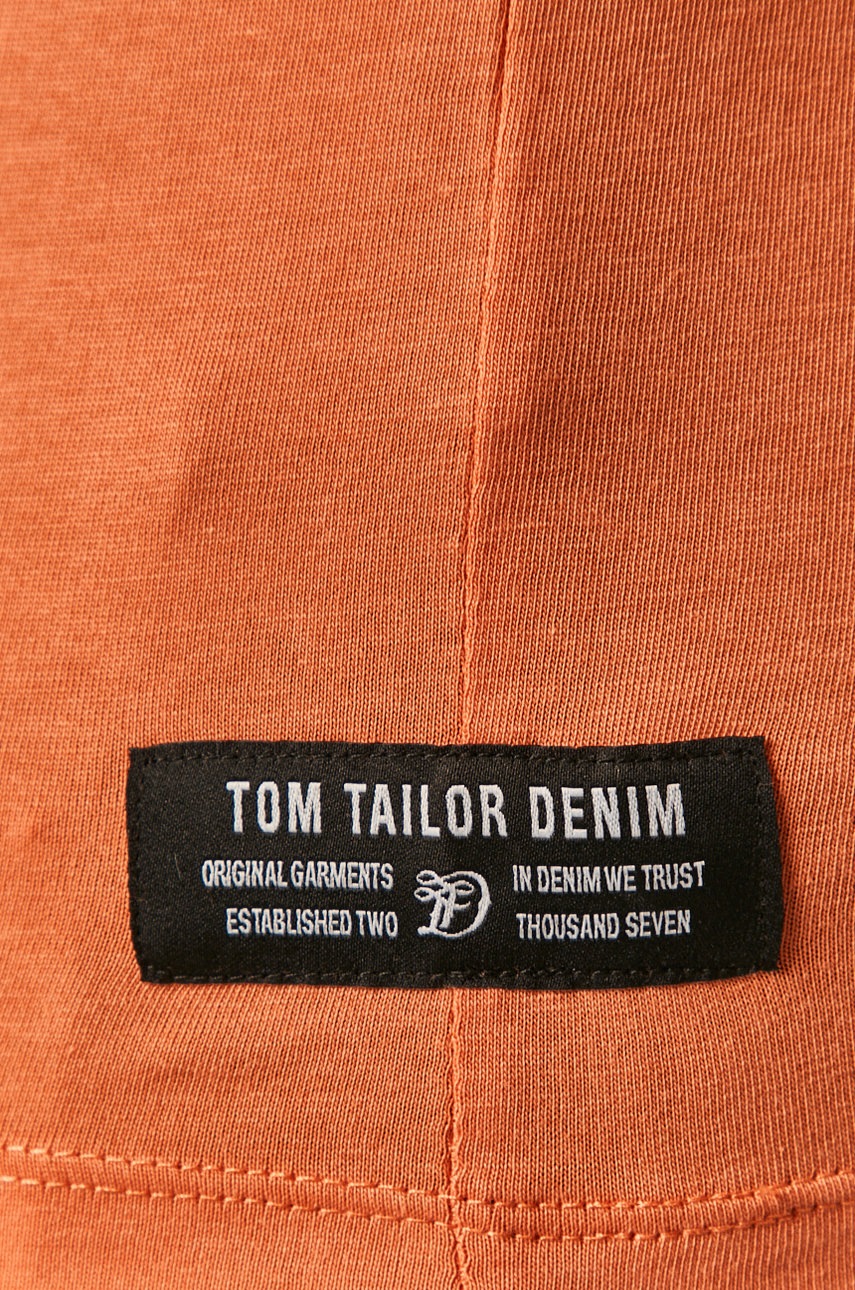 TOM TAILOR DENIM
ORIGINAL GARMENTS IN DENIM WE TRUST
ESTABLISHED TWO THOUSAND SEVEN